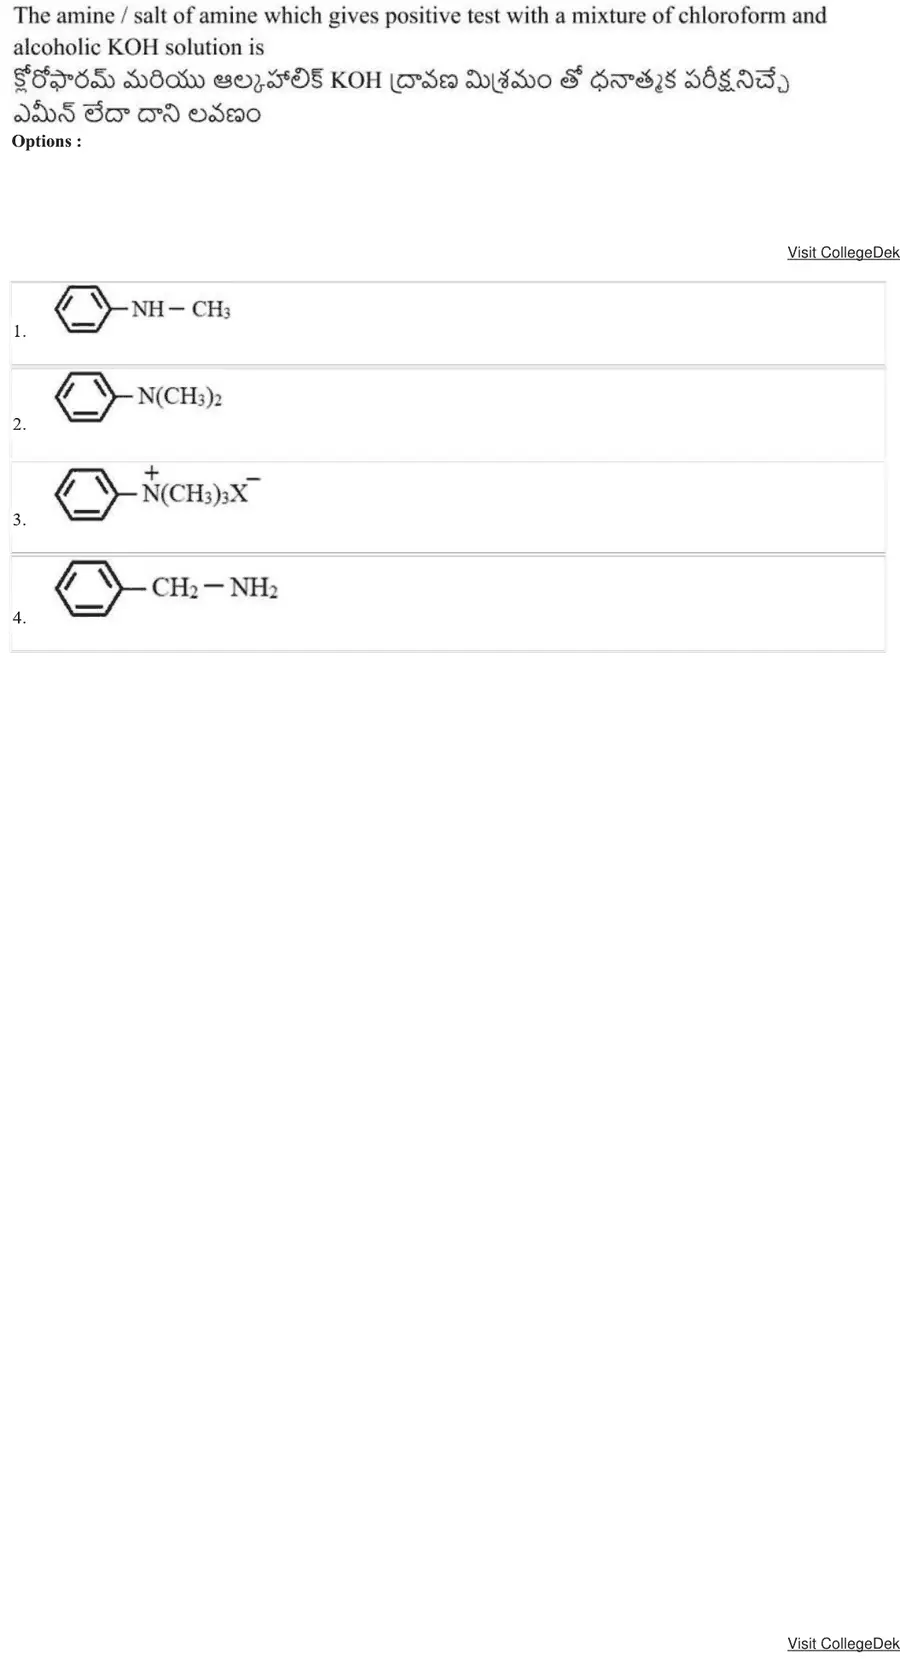 The amine / salt of amine which gives positive test with a mixture of chloroform and
alcoholic KOH solution is
క్లోరోఫారమ్ మరియు ఆల్కహాలిక్ KOH ద్రావణ మిశ్రమం తో ధనాత్మక పరీక్షనిచ్చే
ఎమీన్ లేదా దాని లవణం
Options :
Visit CollegeDek
1. NH – CH₃
2. N(CH₃)₂
3. N⁺(CH₃)₃X⁻
4. CH₂ – NH₂
Visit CollegeDek